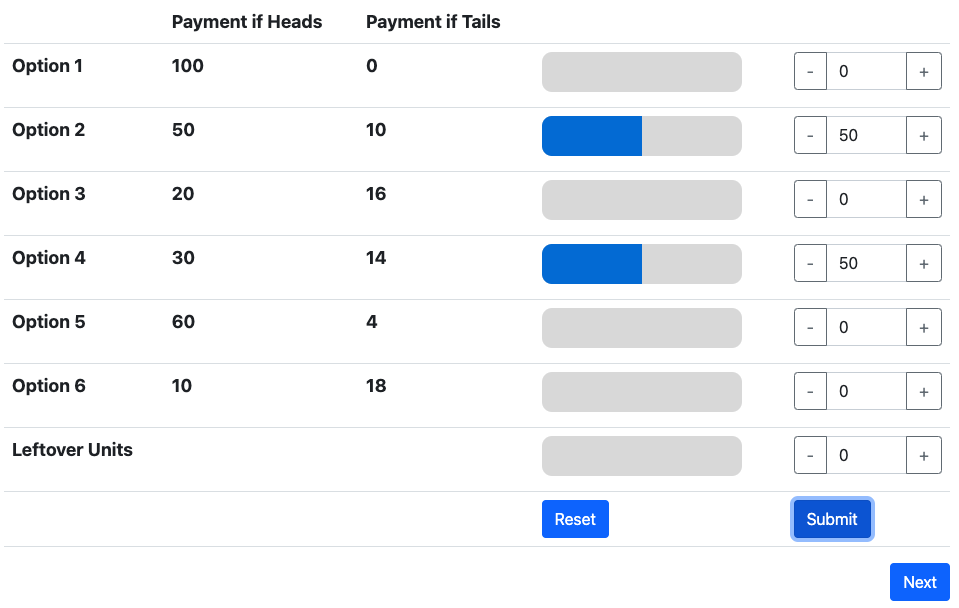 Payment if Heads Payment if Tails
Option 1 100 0 - 0 +
Option 2 50 10 - 50 +
Option 3 20 16 - 0 +
Option 4 30 14 - 50 +
Option 5 60 4 - 0 +
Option 6 10 18 - 0 +
Leftover Units - 0 +
Reset Submit
Next